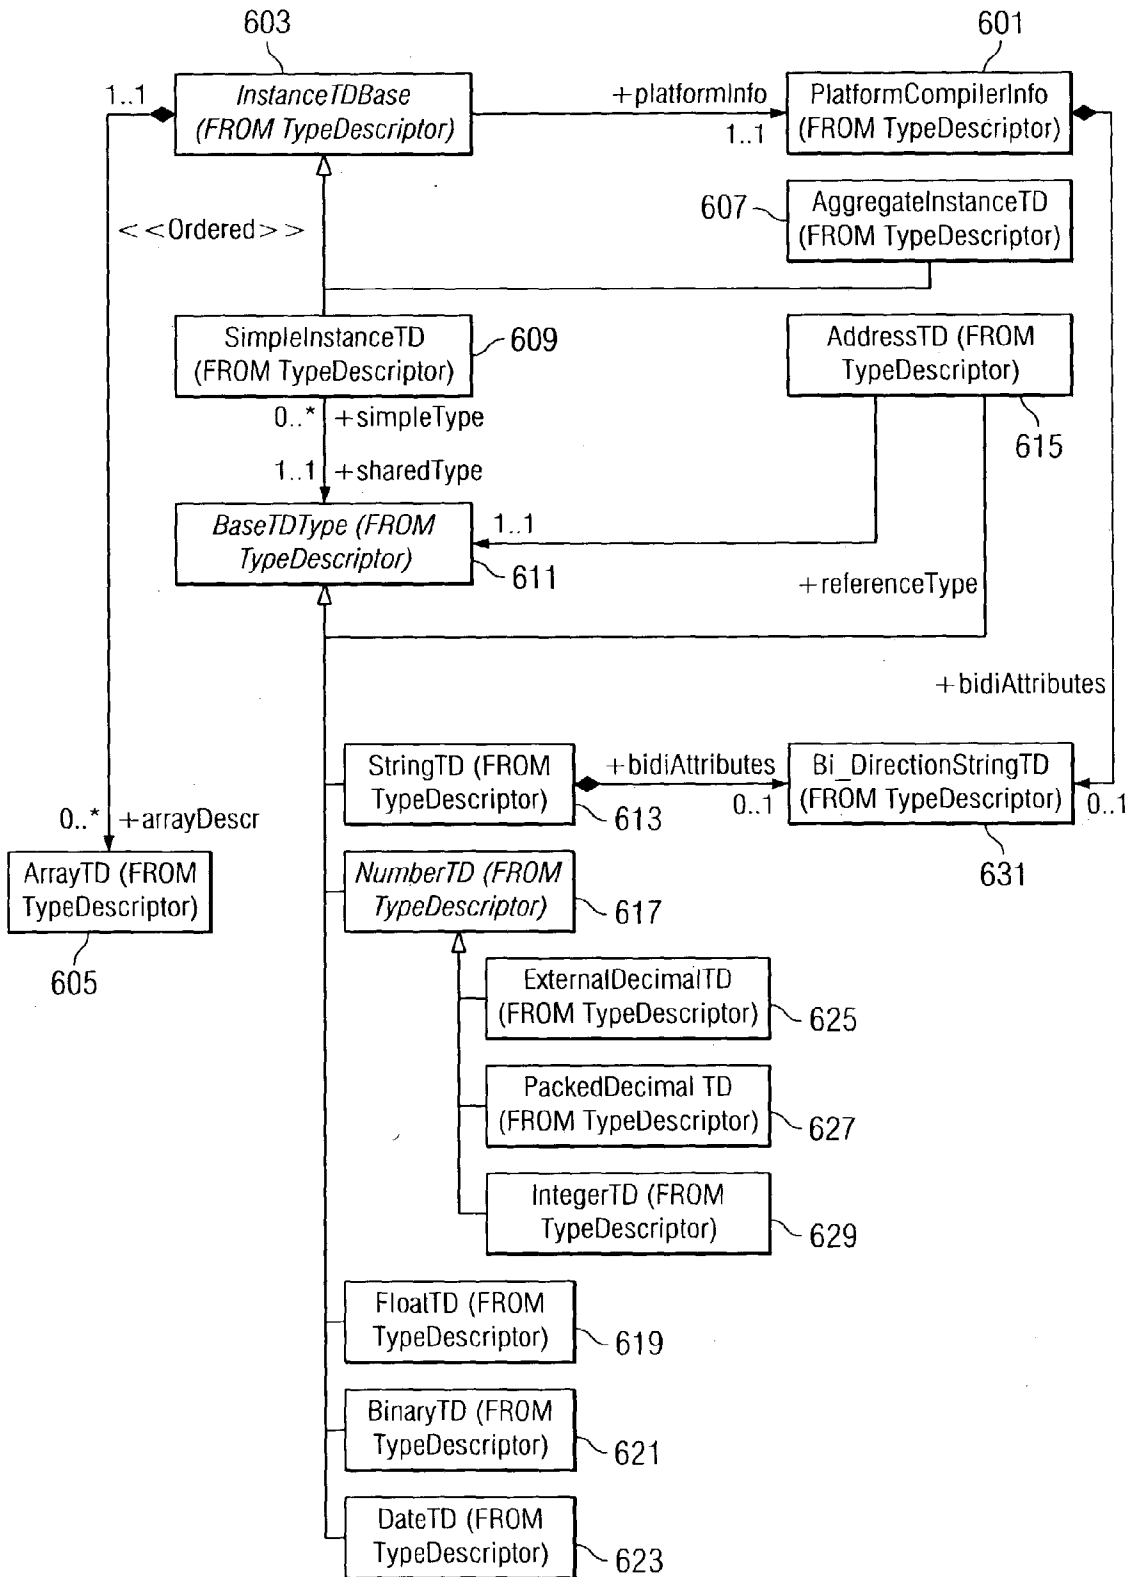 603
601
1..1
InstanceTDBase
(FROM TypeDescriptor)
+platformInfo
1..1
PlatformCompilerInfo
(FROM TypeDescriptor)
607
AggregateInstanceTD
(FROM TypeDescriptor)
<<Ordered>>
SimpleInstanceTD
(FROM TypeDescriptor)
609
AddressTD (FROM
TypeDescriptor)
615
0..* +simpleType
1..1 +sharedType
BaseTDType (FROM
TypeDescriptor)
611
1..1
+referenceType
+bidiAttributes
StringTD (FROM
TypeDescriptor)
613
+bidiAttributes
0..1
Bi_DirectionStringTD
(FROM TypeDescriptor)
0..1
631
0..* +arrayDescr
ArrayTD (FROM
TypeDescriptor)
605
NumberTD (FROM
TypeDescriptor)
617
ExternalDecimalTD
(FROM TypeDescriptor)
625
PackedDecimal TD
(FROM TypeDescriptor)
627
IntegerTD (FROM
TypeDescriptor)
629
FloatTD (FROM
TypeDescriptor)
619
BinaryTD (FROM
TypeDescriptor)
621
DateTD (FROM
TypeDescriptor)
623